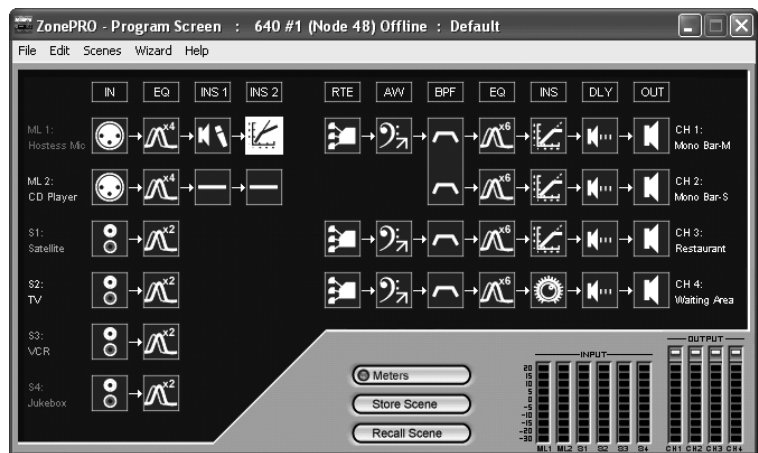 ZonePRO - Program Screen : 640 #1 (Node 48) Offline : Default
File Edit Scenes Wizard Help
IN EQ INS 1 INS 2 RTE AW BPF EQ INS DLY OUT
ML 1:
Hostess Mic
x4
x6
CH 1:
Mono Bar-M
ML 2:
CD Player
x4
x6
CH 2:
Mono Bar-S
S1:
Satellite
x2
x6
CH 3:
Restaurant
S2:
TV
x2
x6
CH 4:
Waiting Area
S3:
VCR
x2
S4:
Jukebox
x2
Meters
Store Scene
Recall Scene
INPUT
20
15
10
5
0
-5
-10
-15
-20
-30
ML1 ML2 S1 S2 S3 S4
OUTPUT
CH1 CH2 CH3 CH4